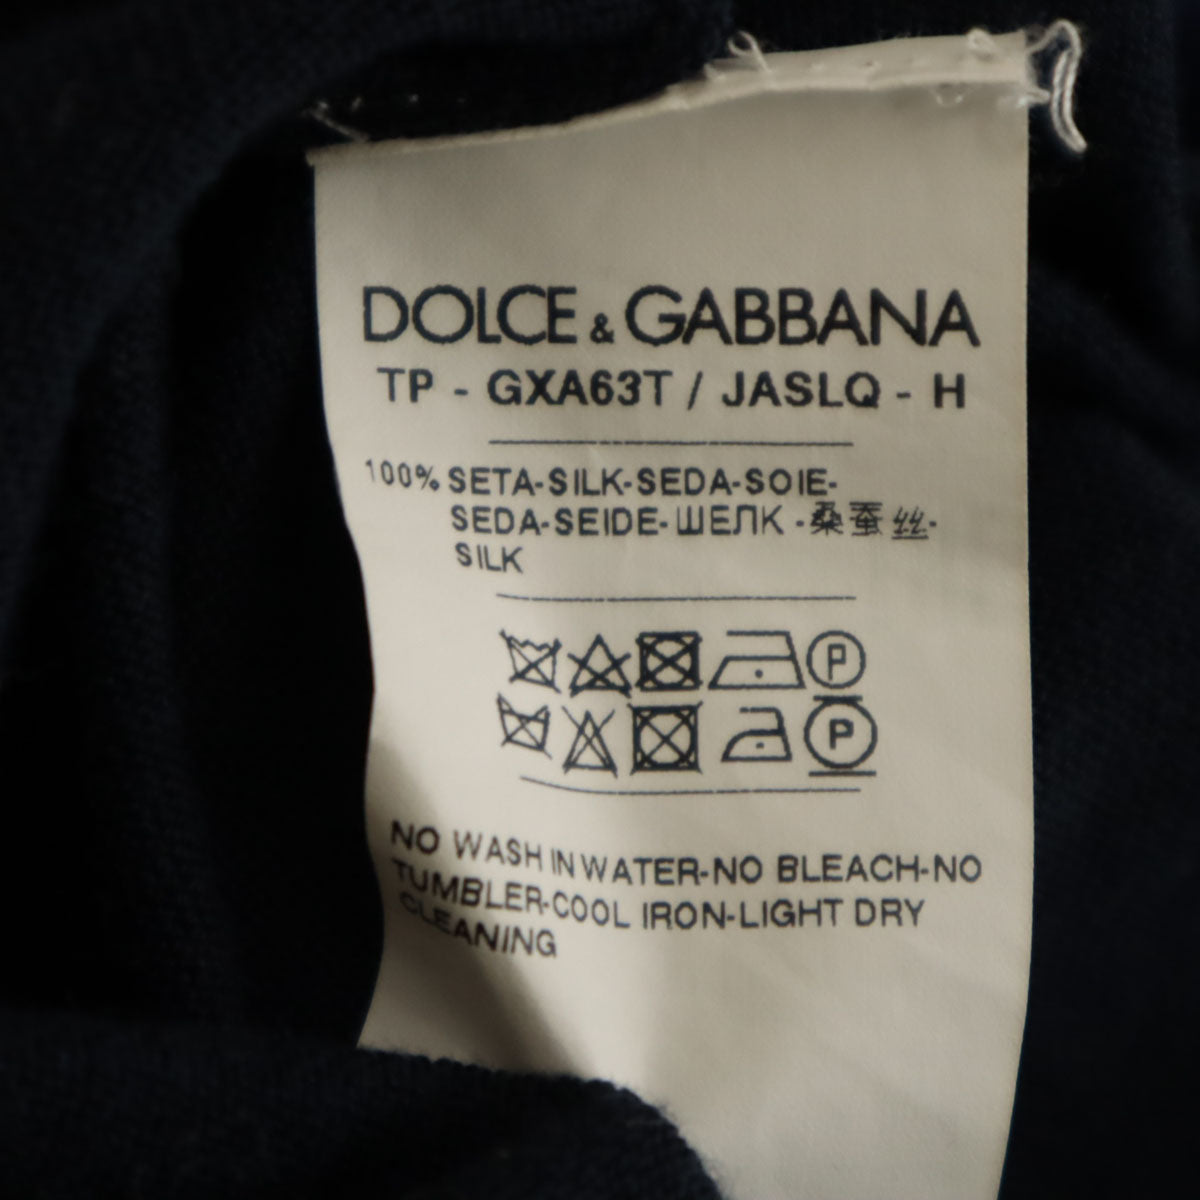 DOLCE & GABBANA
TP - GXA63T / JASLQ - H
100% SETA-SILK-SEDA-SOIE-
SEDA-SEIDE-ШЕЛК -桑蚕丝-
SILK
P
P
NO WASH IN WATER-NO BLEACH-NO
TUMBLER-COOL IRON-LIGHT DRY
CLEANING